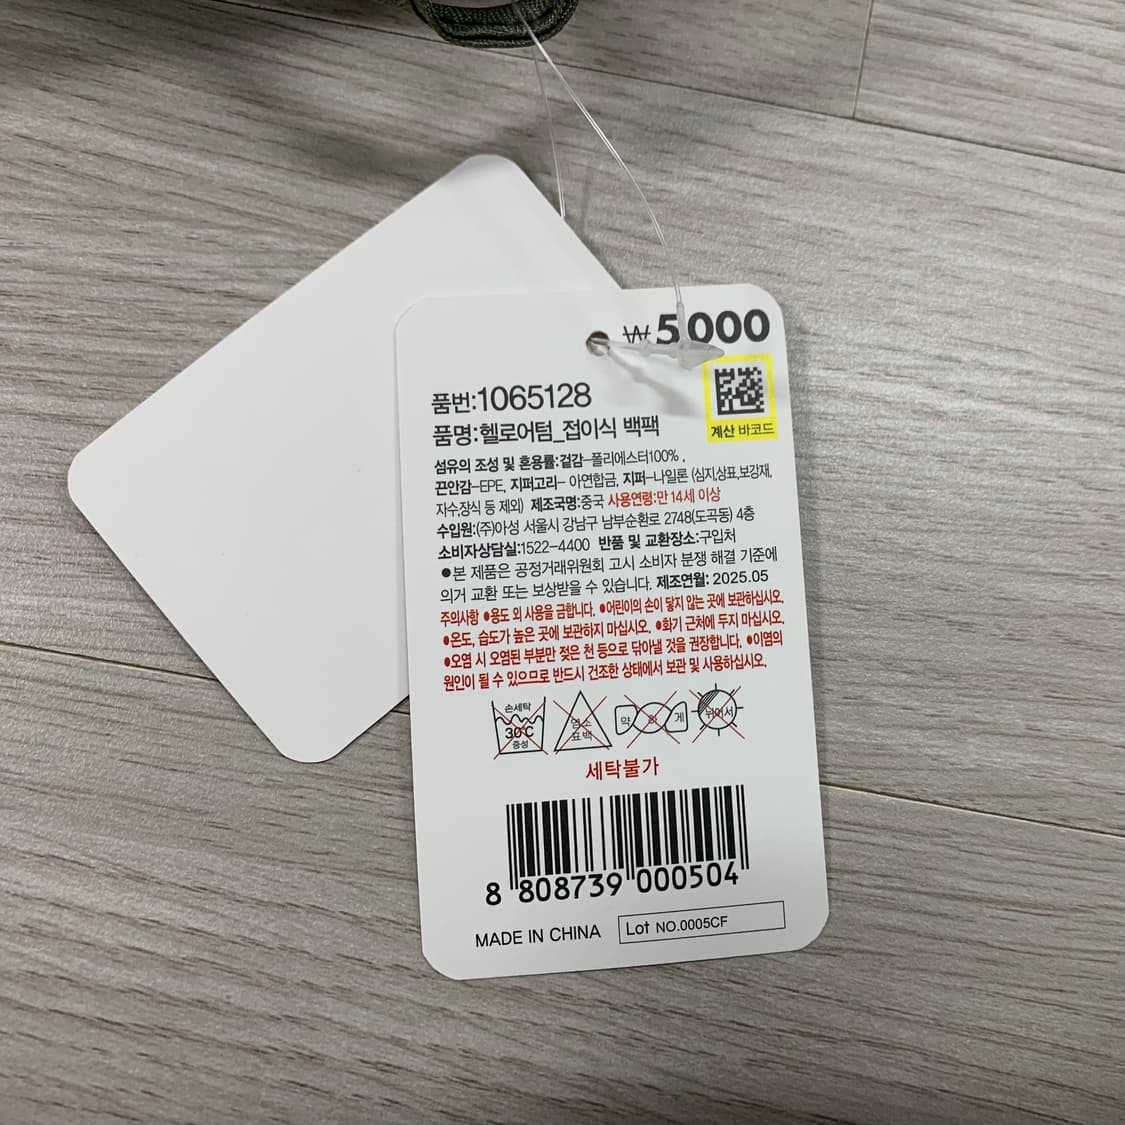 ₩5,000
품번:1065128
계산 바코드
품명:헬로어텀_접이식 백팩
섬유의 조성 및 혼용률:겉감-폴리에스터100% ,
끈안감-EPE, 지퍼고리- 아연합금, 지퍼-나일론 (심지,상표,보강재,
자수,장식 등 제외) 제조국명:중국 사용연령:만 14세 이상
수입원:(주)아성 서울시 강남구 남부순환로 2748(도곡동) 4층
소비자상담실:1522-4400 반품 및 교환장소:구입처
●본 제품은 공정거래위원회 고시 소비자 분쟁 해결 기준에
의거 교환 또는 보상받을 수 있습니다. 제조연월: 2025.05
주의사항 ●용도 외 사용을 금합니다. ●어린이의 손이 닿지 않는 곳에 보관하십시오.
●온도, 습도가 높은 곳에 보관하지 마십시오. ●화기 근처에 두지 마십시오.
●오염 시 오염된 부분만 젖은 천 등으로 닦아낼 것을 권장합니다. ●이염의
원인이 될 수 있으므로 반드시 건조한 상태에서 보관 및 사용하십시오.
손세탁
30℃
중성
염소
표백
약 하 게
뉘어서
세탁불가
8 808739 000504
MADE IN CHINA
Lot NO.0005CF